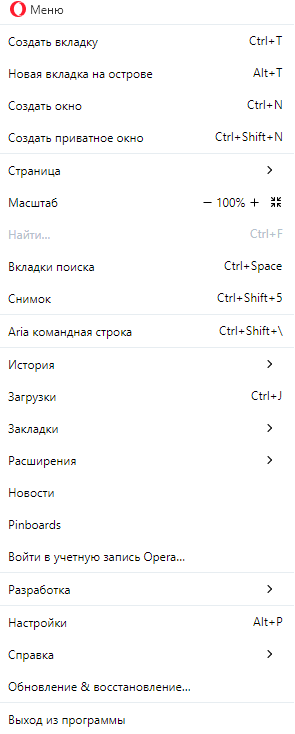 Меню
Создать вкладку Ctrl+T
Новая вкладка на острове Alt+T
Создать окно Ctrl+N
Создать приватное окно Ctrl+Shift+N
Страница
Масштаб − 100% +
Найти... Ctrl+F
Вкладки поиска Ctrl+Space
Снимок Ctrl+Shift+5
Aria командная строка Ctrl+Shift+\
История
Загрузки Ctrl+J
Закладки
Расширения
Новости
Pinboards
Войти в учетную запись Opera...
Разработка
Настройки Alt+P
Справка
Обновление & восстановление...
Выход из программы